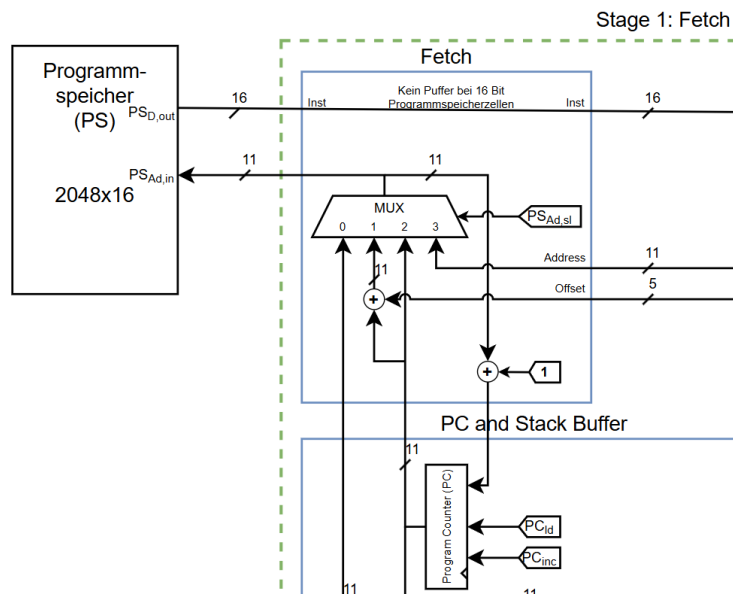 Stage 1: Fetch
Fetch
Programm-
speicher
(PS)
PSD,out
16
Inst
Kein Puffer bei 16 Bit
Programmspeicherzellen
Inst
16
PSAd,in
11
11
2048x16
MUX
0 1 2 3
PSAd,sl
Address
11
11
Offset
5
+
+
1
PC and Stack Buffer
11
Program Counter (PC)
PCld
PCinc
11
11